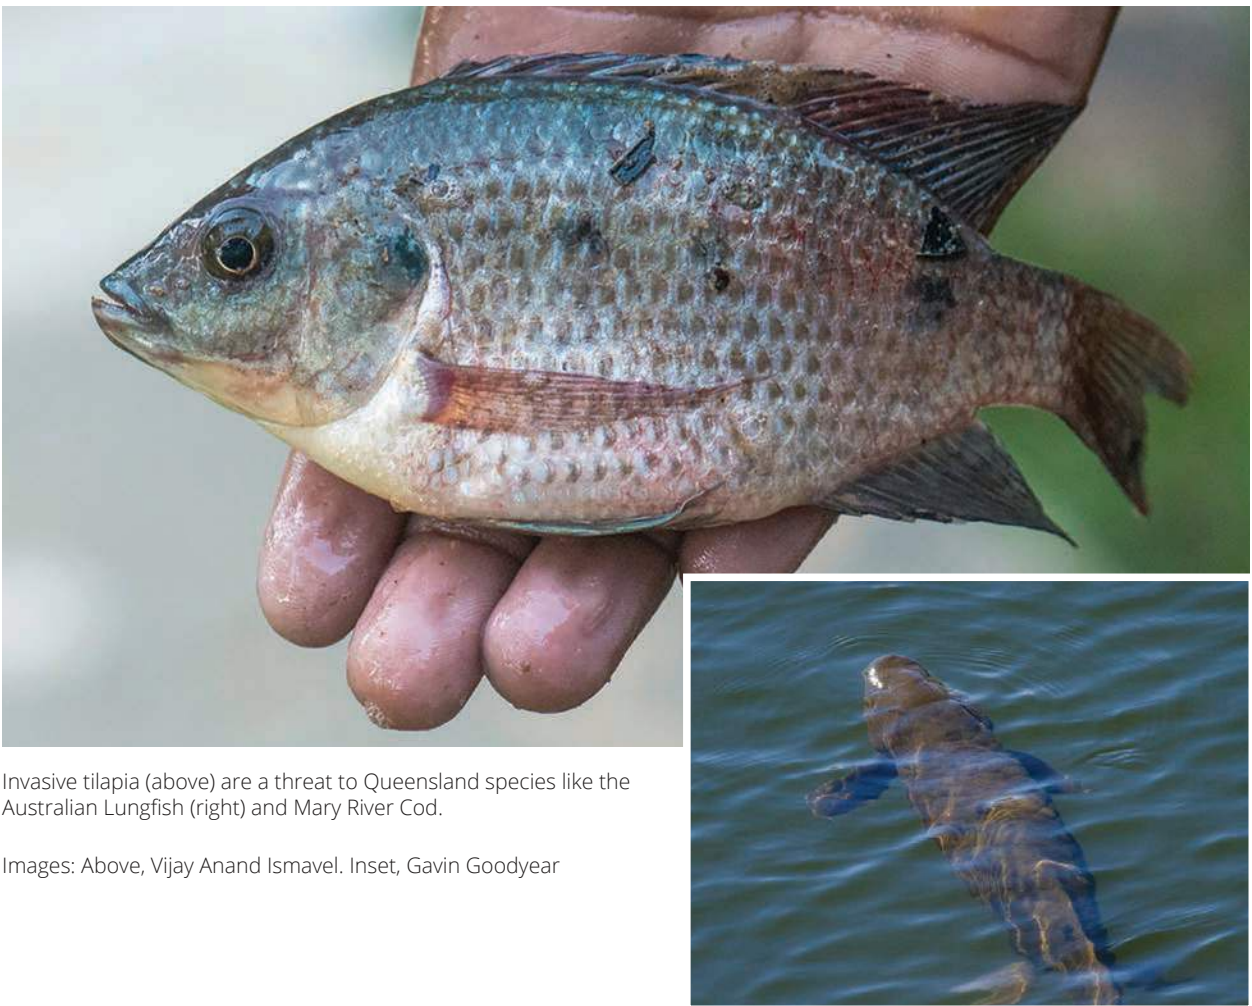 Invasive tilapia (above) are a threat to Queensland species like the
Australian Lungfish (right) and Mary River Cod.
Images: Above, Vijay Anand Ismavel. Inset, Gavin Goodyear